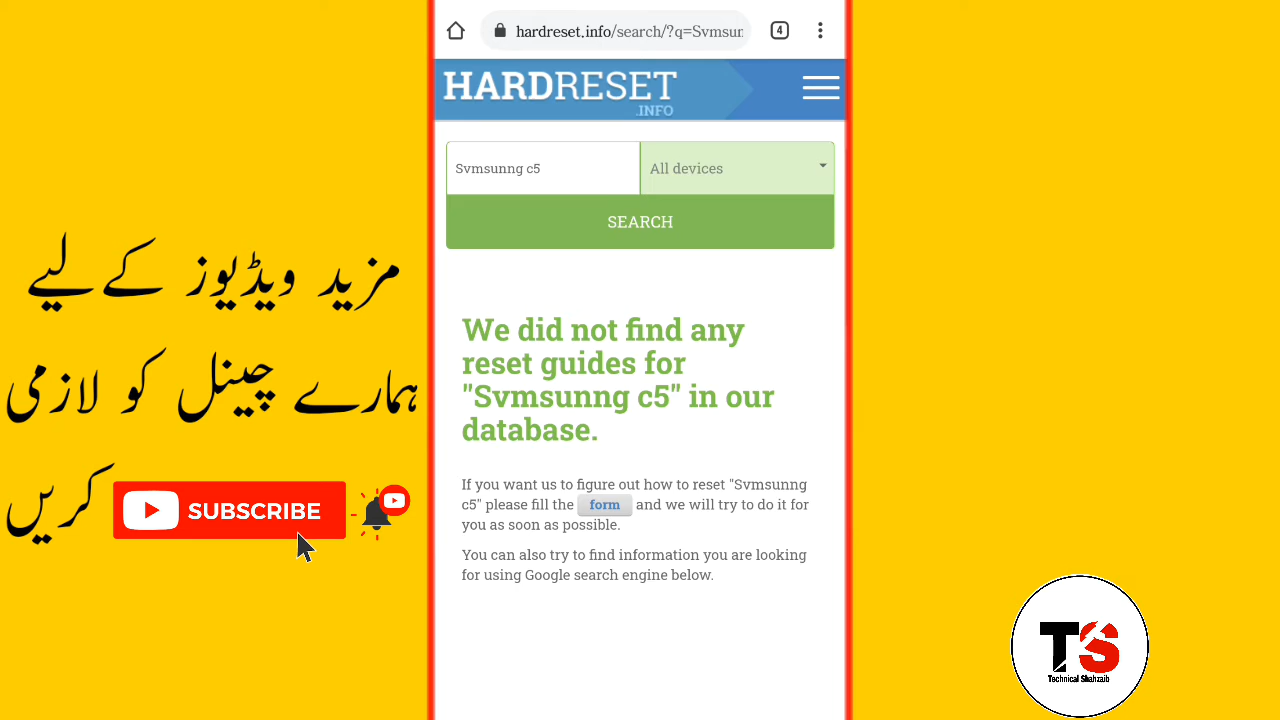 مزید ویڈیوز کے لیے
ہمارے چینل کو لازمی
کریں
SUBSCRIBE
hardreset.info/search/?q=Svmsun
4
HARDRESET
.INFO
Svmsunng c5
All devices
SEARCH
We did not find any
reset guides for
"Svmsunng c5" in our
database.
If you want us to figure out how to reset "Svmsunng
c5" please fill the form and we will try to do it for
you as soon as possible.
You can also try to find information you are looking
for using Google search engine below.
TS
Technical Shahzaib